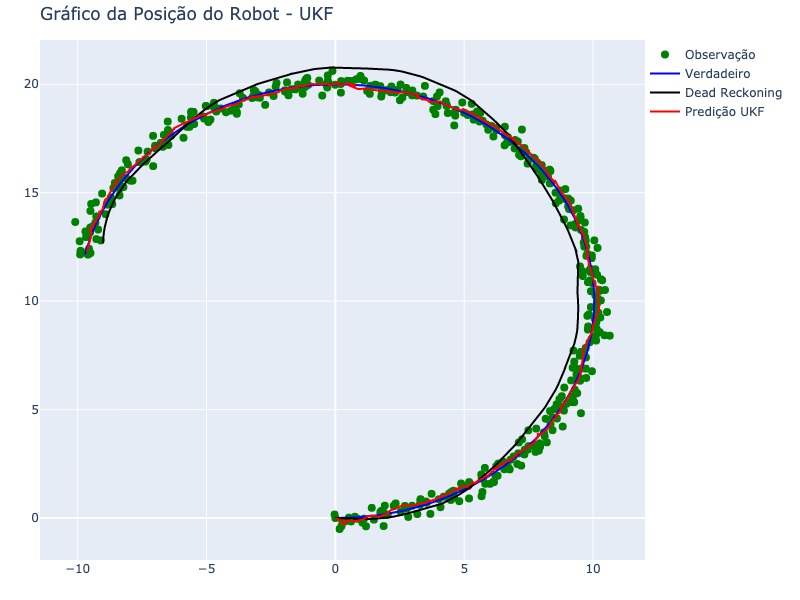 Gráfico da Posição do Robot - UKF
Observação
Verdadeiro
Dead Reckoning
Predição UKF
20
15
10
5
0
−10
−5
0
5
10